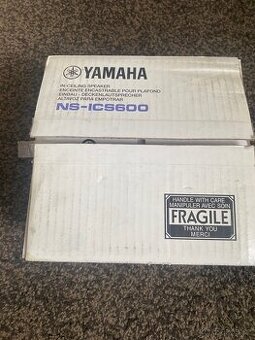 YAMAHA
IN-CEILING SPEAKER
ENCEINTE ENCASTRABLE POUR PLAFOND
EINBAU - DECKENLAUTSPRECHER
ALTAVOZ PARA EMPOTRAR
NS-ICS600
HANDLE WITH CARE
MANIPULER AVEC SOIN
FRAGILE
THANK YOU
MERCI